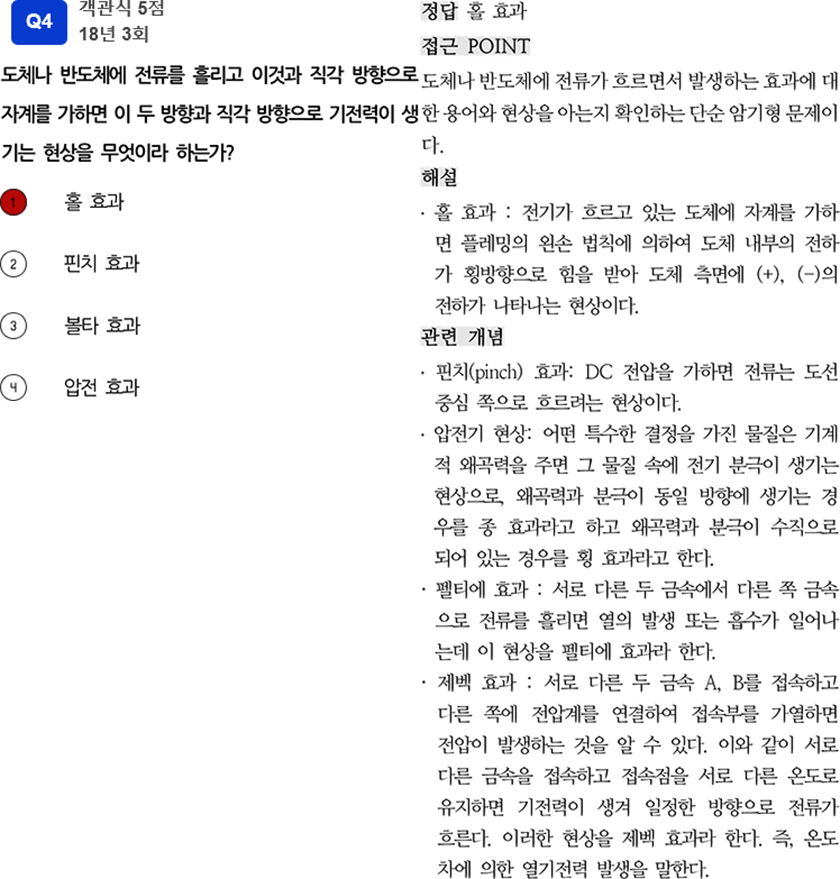 Q4
객관식 5점
18년 3회
도체나 반도체에 전류를 흘리고 이것과 직각 방향으로
자계를 가하면 이 두 방향과 직각 방향으로 기전력이 생
기는 현상을 무엇이라 하는가?
1 홀 효과
2 핀치 효과
3 볼타 효과
4 압전 효과
정답 홀 효과
접근 POINT
도체나 반도체에 전류가 흐르면서 발생하는 효과에 대
한 용어와 현상을 아는지 확인하는 단순 암기형 문제이
다.
해설
· 홀 효과 : 전기가 흐르고 있는 도체에 자계를 가하
면 플레밍의 왼손 법칙에 의하여 도체 내부의 전하
가 횡방향으로 힘을 받아 도체 측면에 (+), (-)의
전하가 나타나는 현상이다.
관련 개념
· 핀치(pinch) 효과: DC 전압을 가하면 전류는 도선
중심 쪽으로 흐르려는 현상이다.
· 압전기 현상: 어떤 특수한 결정을 가진 물질은 기계
적 왜곡력을 주면 그 물질 속에 전기 분극이 생기는
현상으로, 왜곡력과 분극이 동일 방향에 생기는 경
우를 종 효과라고 하고 왜곡력과 분극이 수직으로
되어 있는 경우를 횡 효과라고 한다.
· 펠티에 효과 : 서로 다른 두 금속에서 다른 쪽 금속
으로 전류를 흘리면 열의 발생 또는 흡수가 일어나
는데 이 현상을 펠티에 효과라 한다.
· 제벡 효과 : 서로 다른 두 금속 A, B를 접속하고
다른 쪽에 전압계를 연결하여 접속부를 가열하면
전압이 발생하는 것을 알 수 있다. 이와 같이 서로
다른 금속을 접속하고 접속점을 서로 다른 온도로
유지하면 기전력이 생겨 일정한 방향으로 전류가
흐른다. 이러한 현상을 제벡 효과라 한다. 즉, 온도
차에 의한 열기전력 발생을 말한다.